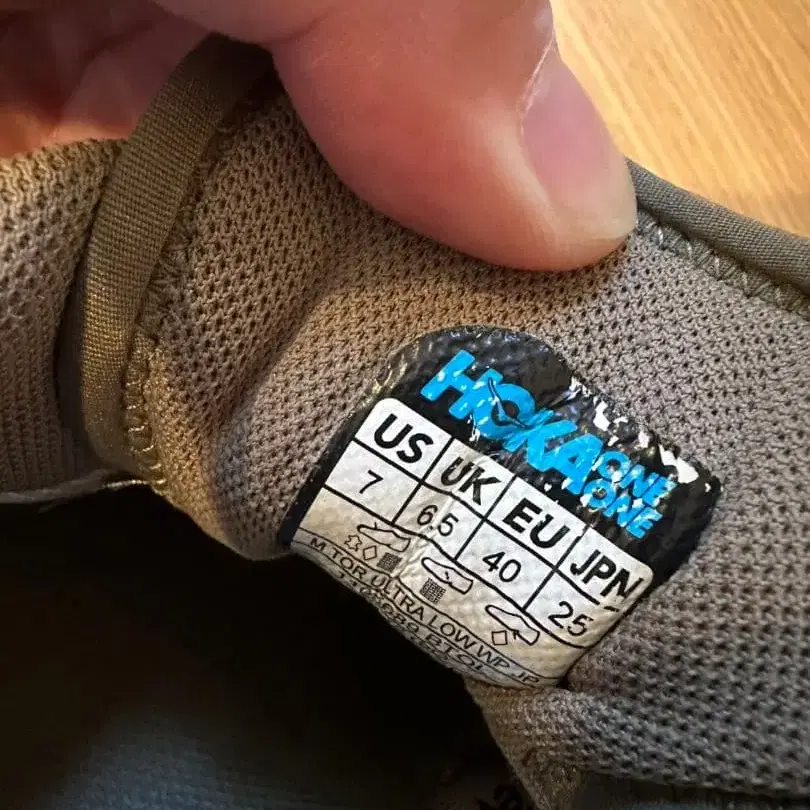 HOKA
ONE
ONE
US UK EU JPN
7 6.5 40 25
M TOR ULTRA LOW WP JP